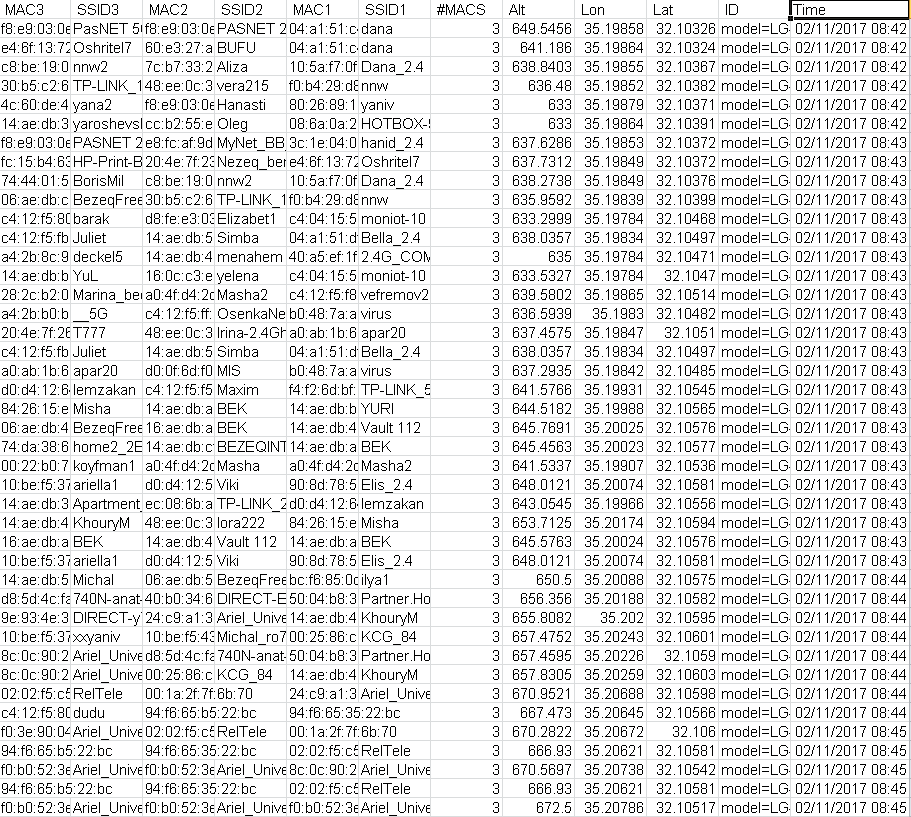 MAC3 SSID3 MAC2 SSID2 MAC1 SSID1 #MACS Alt Lon Lat ID Time
f8:e9:03:0e PasNET 5 f8:e9:03:0e PASNET 2 04:a1:51:c dana 3 649.5456 35.19858 32.10326 model=LG- 02/11/2017 08:42
e4:6f:13:72 Oshritel7 60:e3:27:a BUFU 04:a1:51:c dana 3 641.186 35.19864 32.10364 model=LG- 02/11/2017 08:42
c8:be:19:0 nnw2 7c:b7:33:2 Aliza 10:5a:f7:0f Dana_2.4 3 638.8403 35.19855 32.10367 model=LG- 02/11/2017 08:42
30:b5:c2:6 TP-LINK_1 48:ee:0c:3 vera215 f0:b4:29:d8 nnw 3 636.48 35.19852 32.10382 model=LG- 02/11/2017 08:42
4c:60:de:4 yana2 f8:e9:03:0e Hanasti 80:26:89:1 yaniv 3 633 35.19879 32.10371 model=LG- 02/11/2017 08:42
14:ae:db:3 yaroshevsl cc:b2:55:e Oleg 08:6a:0a:2 HOTBOX- 3 633 35.19864 32.10391 model=LG- 02/11/2017 08:42
f8:e9:03:0e PASNET 2 e8:fc:af:9d MyNet_BB 3c:1e:04:0 hanid_2.4 3 637.6286 35.19853 32.10372 model=LG- 02/11/2017 08:43
fc:15:b4:63 HP-Print-B 20:4e:7f:23 Nezeq_ber e4:6f:13:72 Oshritel7 3 637.7312 35.19849 32.10372 model=LG- 02/11/2017 08:43
74:44:01:5 BorisMil c8:be:19:0 nnw2 10:5a:f7:0f Dana_2.4 3 638.2738 35.19849 32.10376 model=LG- 02/11/2017 08:43
06:ae:db:c BezeqFree 30:b5:c2:6 TP-LINK_1 f0:b4:29:d8 nnw 3 635.9592 35.19839 32.10399 model=LG- 02/11/2017 08:43
c4:12:f5:80 barak d8:fe:e3:03 Elizabet1 c4:04:15:5 moniot-10 3 633.2999 35.19784 32.10468 model=LG- 02/11/2017 08:43
c4:12:f5:fb Juliet 14:ae:db:5 Simba 04:a1:51:d Bella_2.4 3 638.0357 35.19834 32.10497 model=LG- 02/11/2017 08:43
a4:2b:8c:9 deckel5 14:ae:db:4 menahem 40:a5:ef:1f 2.4G_COM 3 635 35.19784 32.10471 model=LG- 02/11/2017 08:43
14:ae:db:b YuL 16:0c:c3:e yelena c4:04:15:5 moniot-10 3 633.5327 35.19784 32.1047 model=LG- 02/11/2017 08:43
28:2c:b2:0 Marina_be a0:4f:d4:2c Masha2 c4:12:f5:f8 vefremov2 3 639.5802 35.19865 32.10514 model=LG- 02/11/2017 08:43
a4:2b:b0:b __5G c4:12:f5:ff: OsenkaNe b0:48:7a:a virus 3 636.5939 35.1983 32.10482 model=LG- 02/11/2017 08:43
20:4e:7f:26 T777 48:ee:0c:3 Irina-2.4Gh a0:ab:1b:6 apar20 3 637.4575 35.19847 32.1051 model=LG- 02/11/2017 08:43
c4:12:f5:fb Juliet 14:ae:db:5 Simba 04:a1:51:d Bella_2.4 3 638.0357 35.19834 32.10497 model=LG- 02/11/2017 08:43
a0:ab:1b:6 apar20 d0:0f:6d:f0 MIS b0:48:7a:a virus 3 637.2935 35.19842 32.10485 model=LG- 02/11/2017 08:43
d0:d4:12:6 lemzakan c4:12:f5:f5 Maxim f4:f2:6d:bf: TP-LINK_5 3 641.5766 35.19931 32.10545 model=LG- 02/11/2017 08:43
84:26:15:e Misha 14:ae:db:a BEK 14:ae:db:b YURI 3 644.5182 35.19988 32.10565 model=LG- 02/11/2017 08:43
06:ae:db:4 BezeqFree 16:ae:db:a BEK 14:ae:db:4 Vault 112 3 645.7691 35.20025 32.10576 model=LG- 02/11/2017 08:43
74:da:38:6 home2_2E 14:ae:db:c BEZEQINT 14:ae:db:a BEK 3 645.4563 35.20023 32.10577 model=LG- 02/11/2017 08:43
00:22:b0:7 koyfman1 a0:4f:d4:2c Masha a0:4f:d4:2c Masha2 3 641.5337 35.19907 32.10536 model=LG- 02/11/2017 08:43
10:be:f5:37 ariella1 d0:d4:12:5 Viki 90:8d:78:5 Elis_2.4 3 648.0121 35.20074 32.10581 model=LG- 02/11/2017 08:43
14:ae:db:3 Apartment_ ec:08:6b:a TP-LINK_2 d0:d4:12:6 lemzakan 3 643.0545 35.19966 32.10556 model=LG- 02/11/2017 08:43
14:ae:db:4 KhouryM 48:ee:0c:3 lora222 84:26:15:e Misha 3 653.7125 35.20174 32.10594 model=LG- 02/11/2017 08:43
16:ae:db:a BEK 14:ae:db:4 Vault 112 14:ae:db:a BEK 3 645.5763 35.20024 32.10576 model=LG- 02/11/2017 08:43
10:be:f5:37 ariella1 d0:d4:12:5 Viki 90:8d:78:5 Elis_2.4 3 648.0121 35.20074 32.10581 model=LG- 02/11/2017 08:43
14:ae:db:5 Michal 06:ae:db:5 BezeqFree bc:f6:85:0c ilya1 3 650.5 35.20088 32.10575 model=LG- 02/11/2017 08:44
d8:5d:4c:fa 740N-anat- 40:b0:34:6 DIRECT-E 50:04:b8:3 Partner.Ho 3 656.356 35.20188 32.10582 model=LG- 02/11/2017 08:44
9e:93:4e:3 DIRECT-y 24:c9:a1:3 Ariel_Unive 14:ae:db:4 KhouryM 3 655.8082 35.202 32.10595 model=LG- 02/11/2017 08:44
10:be:f5:37 xxyaniv 10:be:f5:43 Michal_ro7 00:25:86:c KCG_84 3 657.4752 35.20243 32.10601 model=LG- 02/11/2017 08:44
8c:0c:90:2 Ariel_Unive d8:5d:4c:fa 740N-anat- 50:04:b8:3 Partner.Ho 3 657.4595 35.20226 32.1059 model=LG- 02/11/2017 08:44
8c:0c:90:2 Ariel_Unive 00:25:86:c KCG_84 14:ae:db:4 KhouryM 3 657.8305 35.20259 32.10603 model=LG- 02/11/2017 08:44
02:02:f5:c5 RelTele 00:1a:2f:7f:6b:70 24:c9:a1:3 Ariel_Unive 3 670.9521 35.20688 32.10598 model=LG- 02/11/2017 08:44
c4:12:f5:80 dudu 94:f6:65:b5:22:bc 94:f6:65:35:22:bc 3 667.473 35.20645 32.10566 model=LG- 02/11/2017 08:44
f0:3e:90:04 Ariel_Unive 02:02:f5:c5 RelTele 00:1a:2f:7f:6b:70 3 670.2822 35.20672 32.106 model=LG- 02/11/2017 08:45
94:f6:65:b5:22:bc 94:f6:65:35:22:bc 02:02:f5:c5 RelTele 3 666.93 35.20621 32.10581 model=LG- 02/11/2017 08:45
f0:b0:52:3e Ariel_Unive f0:b0:52:3e Ariel_Unive 8c:0c:90:2 Ariel_Unive 3 670.5697 35.20738 32.10542 model=LG- 02/11/2017 08:45
94:f6:65:b5:22:bc 94:f6:65:35:22:bc 02:02:f5:c5 RelTele 3 666.93 35.20621 32.10581 model=LG- 02/11/2017 08:45
f0:b0:52:3e Ariel_Unive f0:b0:52:3e Ariel_Unive f0:b0:52:3e Ariel_Unive 3 672.5 35.20786 32.10517 model=LG- 02/11/2017 08:45